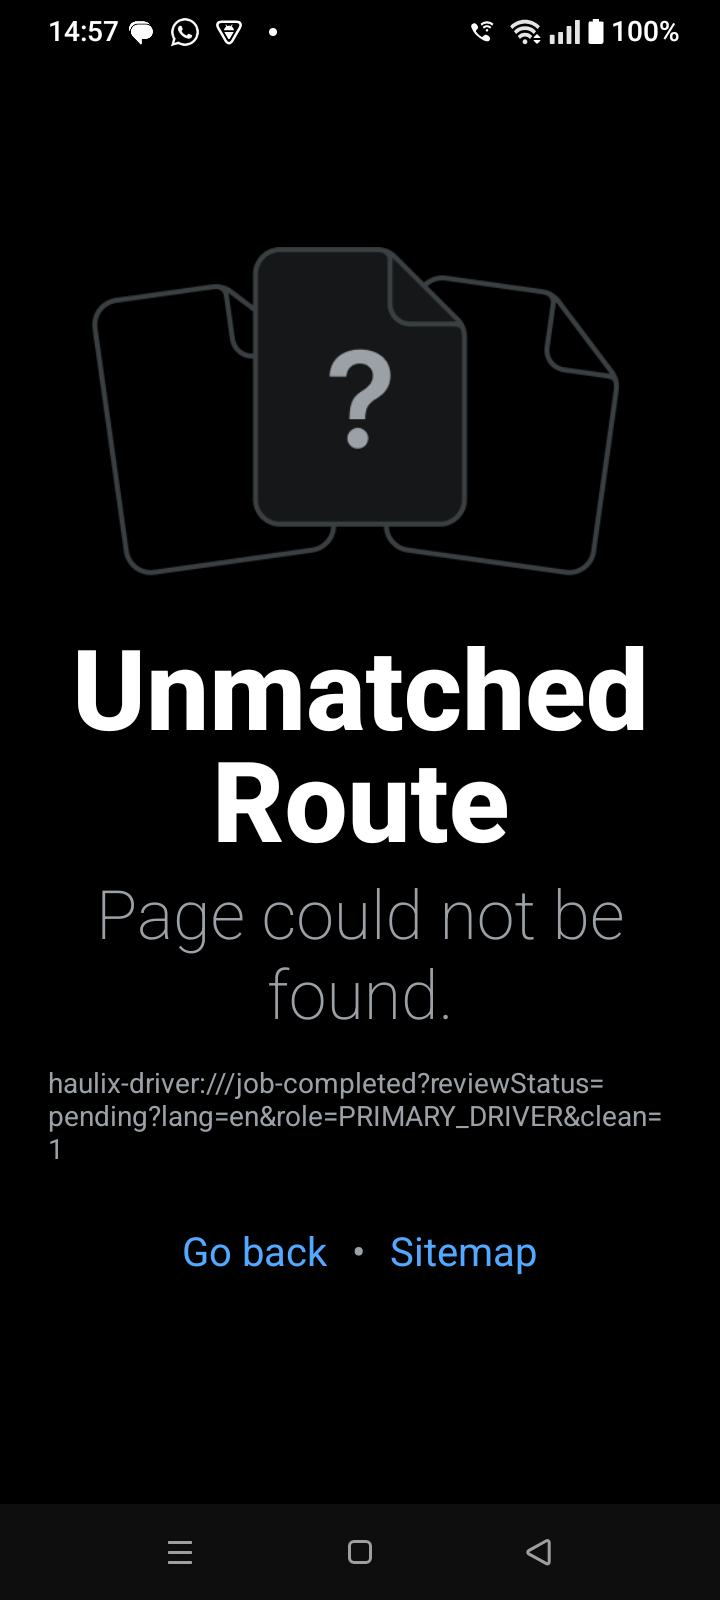 14:57 100%
?
Unmatched
Route
Page could not be
found.
haulix-driver:///job-completed?reviewStatus=
pending?lang=en&role=PRIMARY_DRIVER&clean=
1
Go back • Sitemap